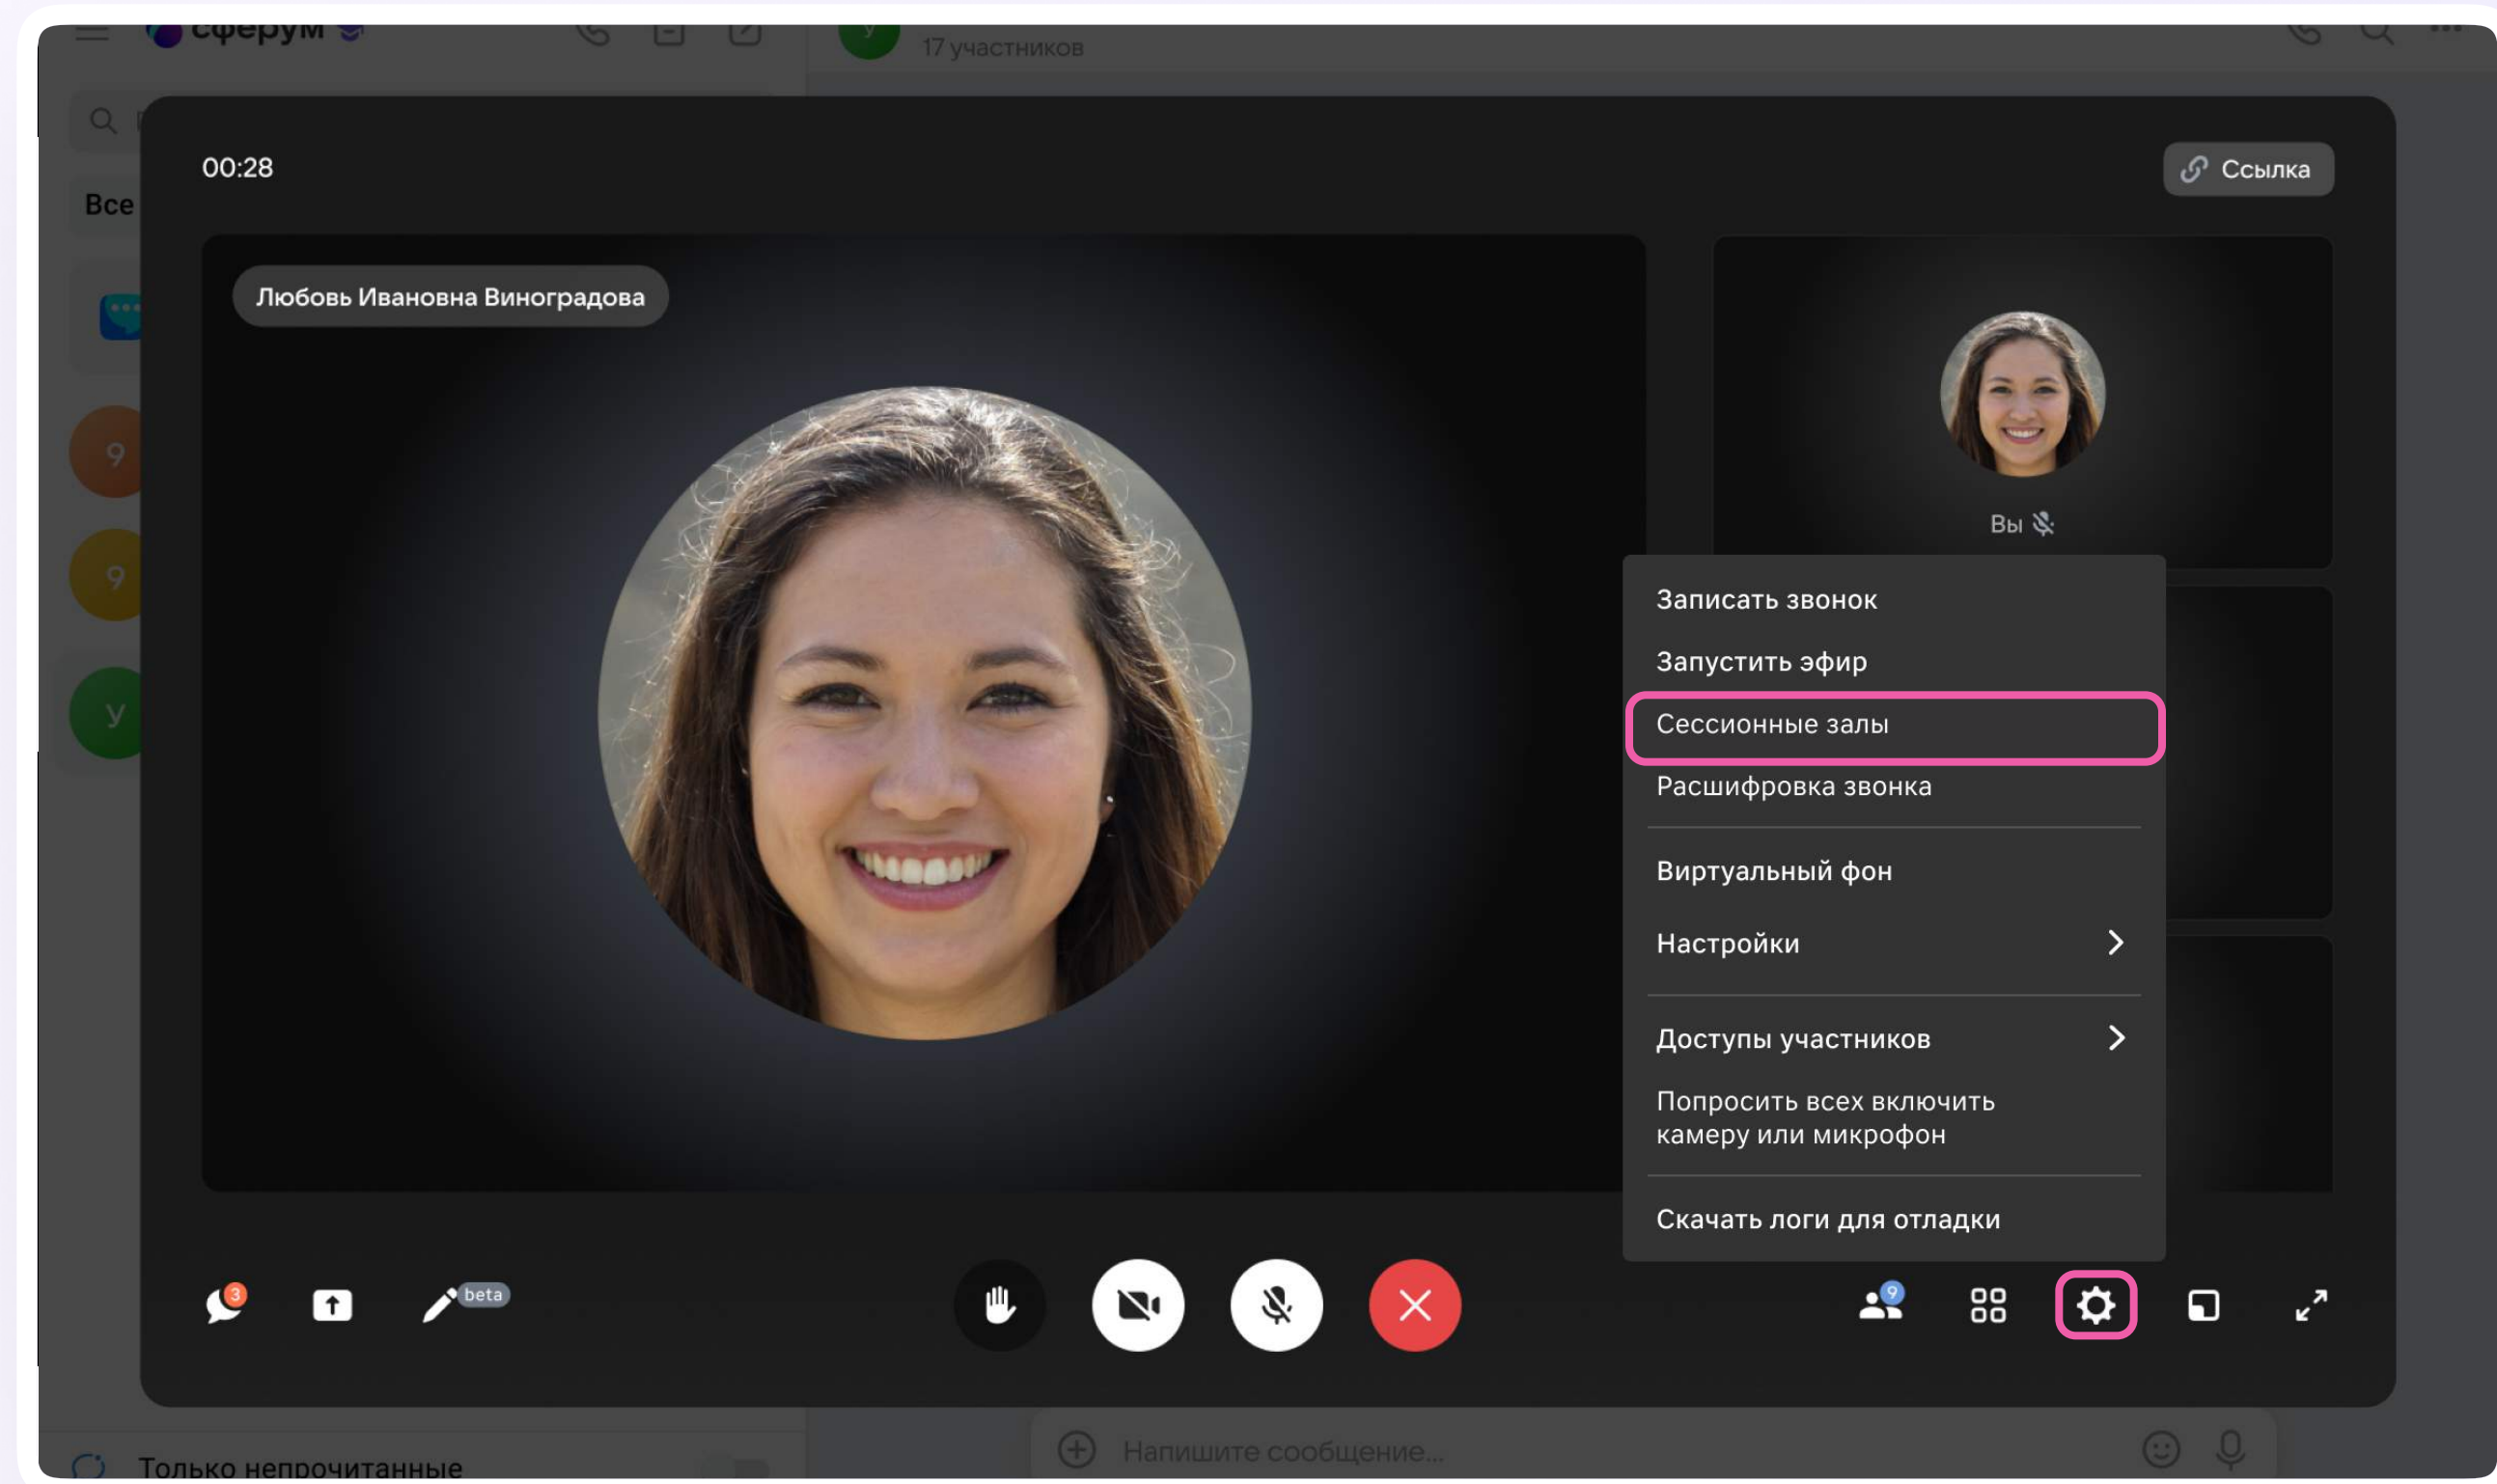 сферум
У
17 участников
00:28
Ссылка
Все
Любовь Ивановна Виноградова
9
9
У
Вы
Записать звонок
Запустить эфир
Сессионные залы
Расшифровка звонка
Виртуальный фон
Настройки
Доступы участников
Попросить всех включить
камеру или микрофон
Скачать логи для отладки
3
beta
9
Только непрочитанные
Напишите сообщение...